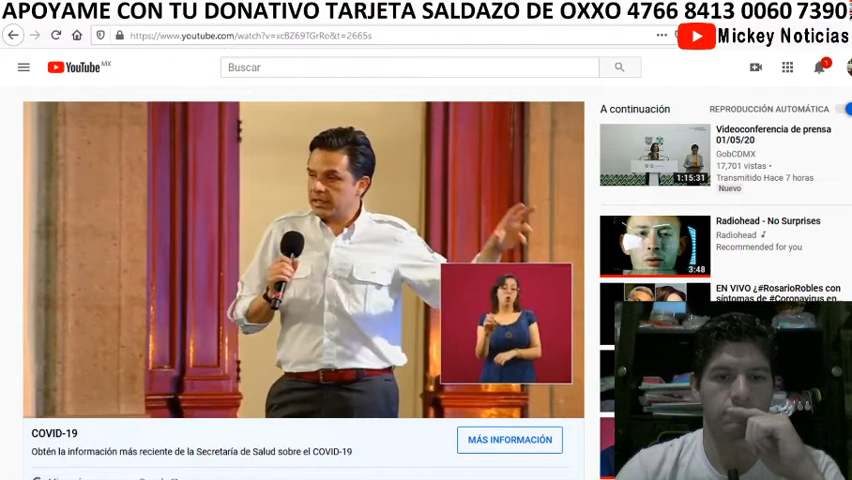 APOYAME CON TU DONATIVO TARJETA SALDAZO DE OXXO 4766 8413 0060 7390
https://www.youtube.com/watch?v=xcBZ69TGrRo&t=2665s
Mickey Noticias
YouTube MX
Buscar
1
A continuación
REPRODUCCIÓN AUTOMÁTICA
Videoconferencia de prensa
01/05/20
GobCDMX
17,701 vistas •
Transmitido Hace 7 horas
Nuevo
1:15:31
Radiohead - No Surprises
Radiohead
Recommended for you
3:48
EN VIVO ¿#RosarioRobles con
síntomas de #Coronavirus en
COVID-19
Obtén la información más reciente de la Secretaría de Salud sobre el COVID-19
MÁS INFORMACIÓN